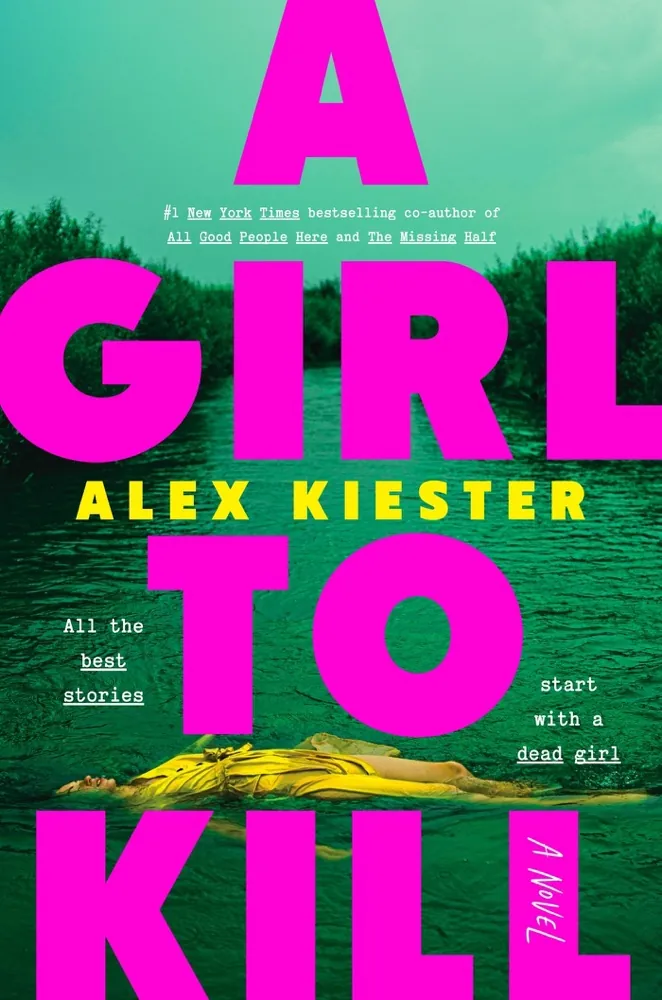 A
#1 New York Times bestselling co-author of
All Good People Here and The Missing Half
GIRL
ALEX KIESTER
TO
All the
best
stories
start
with a
dead girl
KILL
A NOVEL